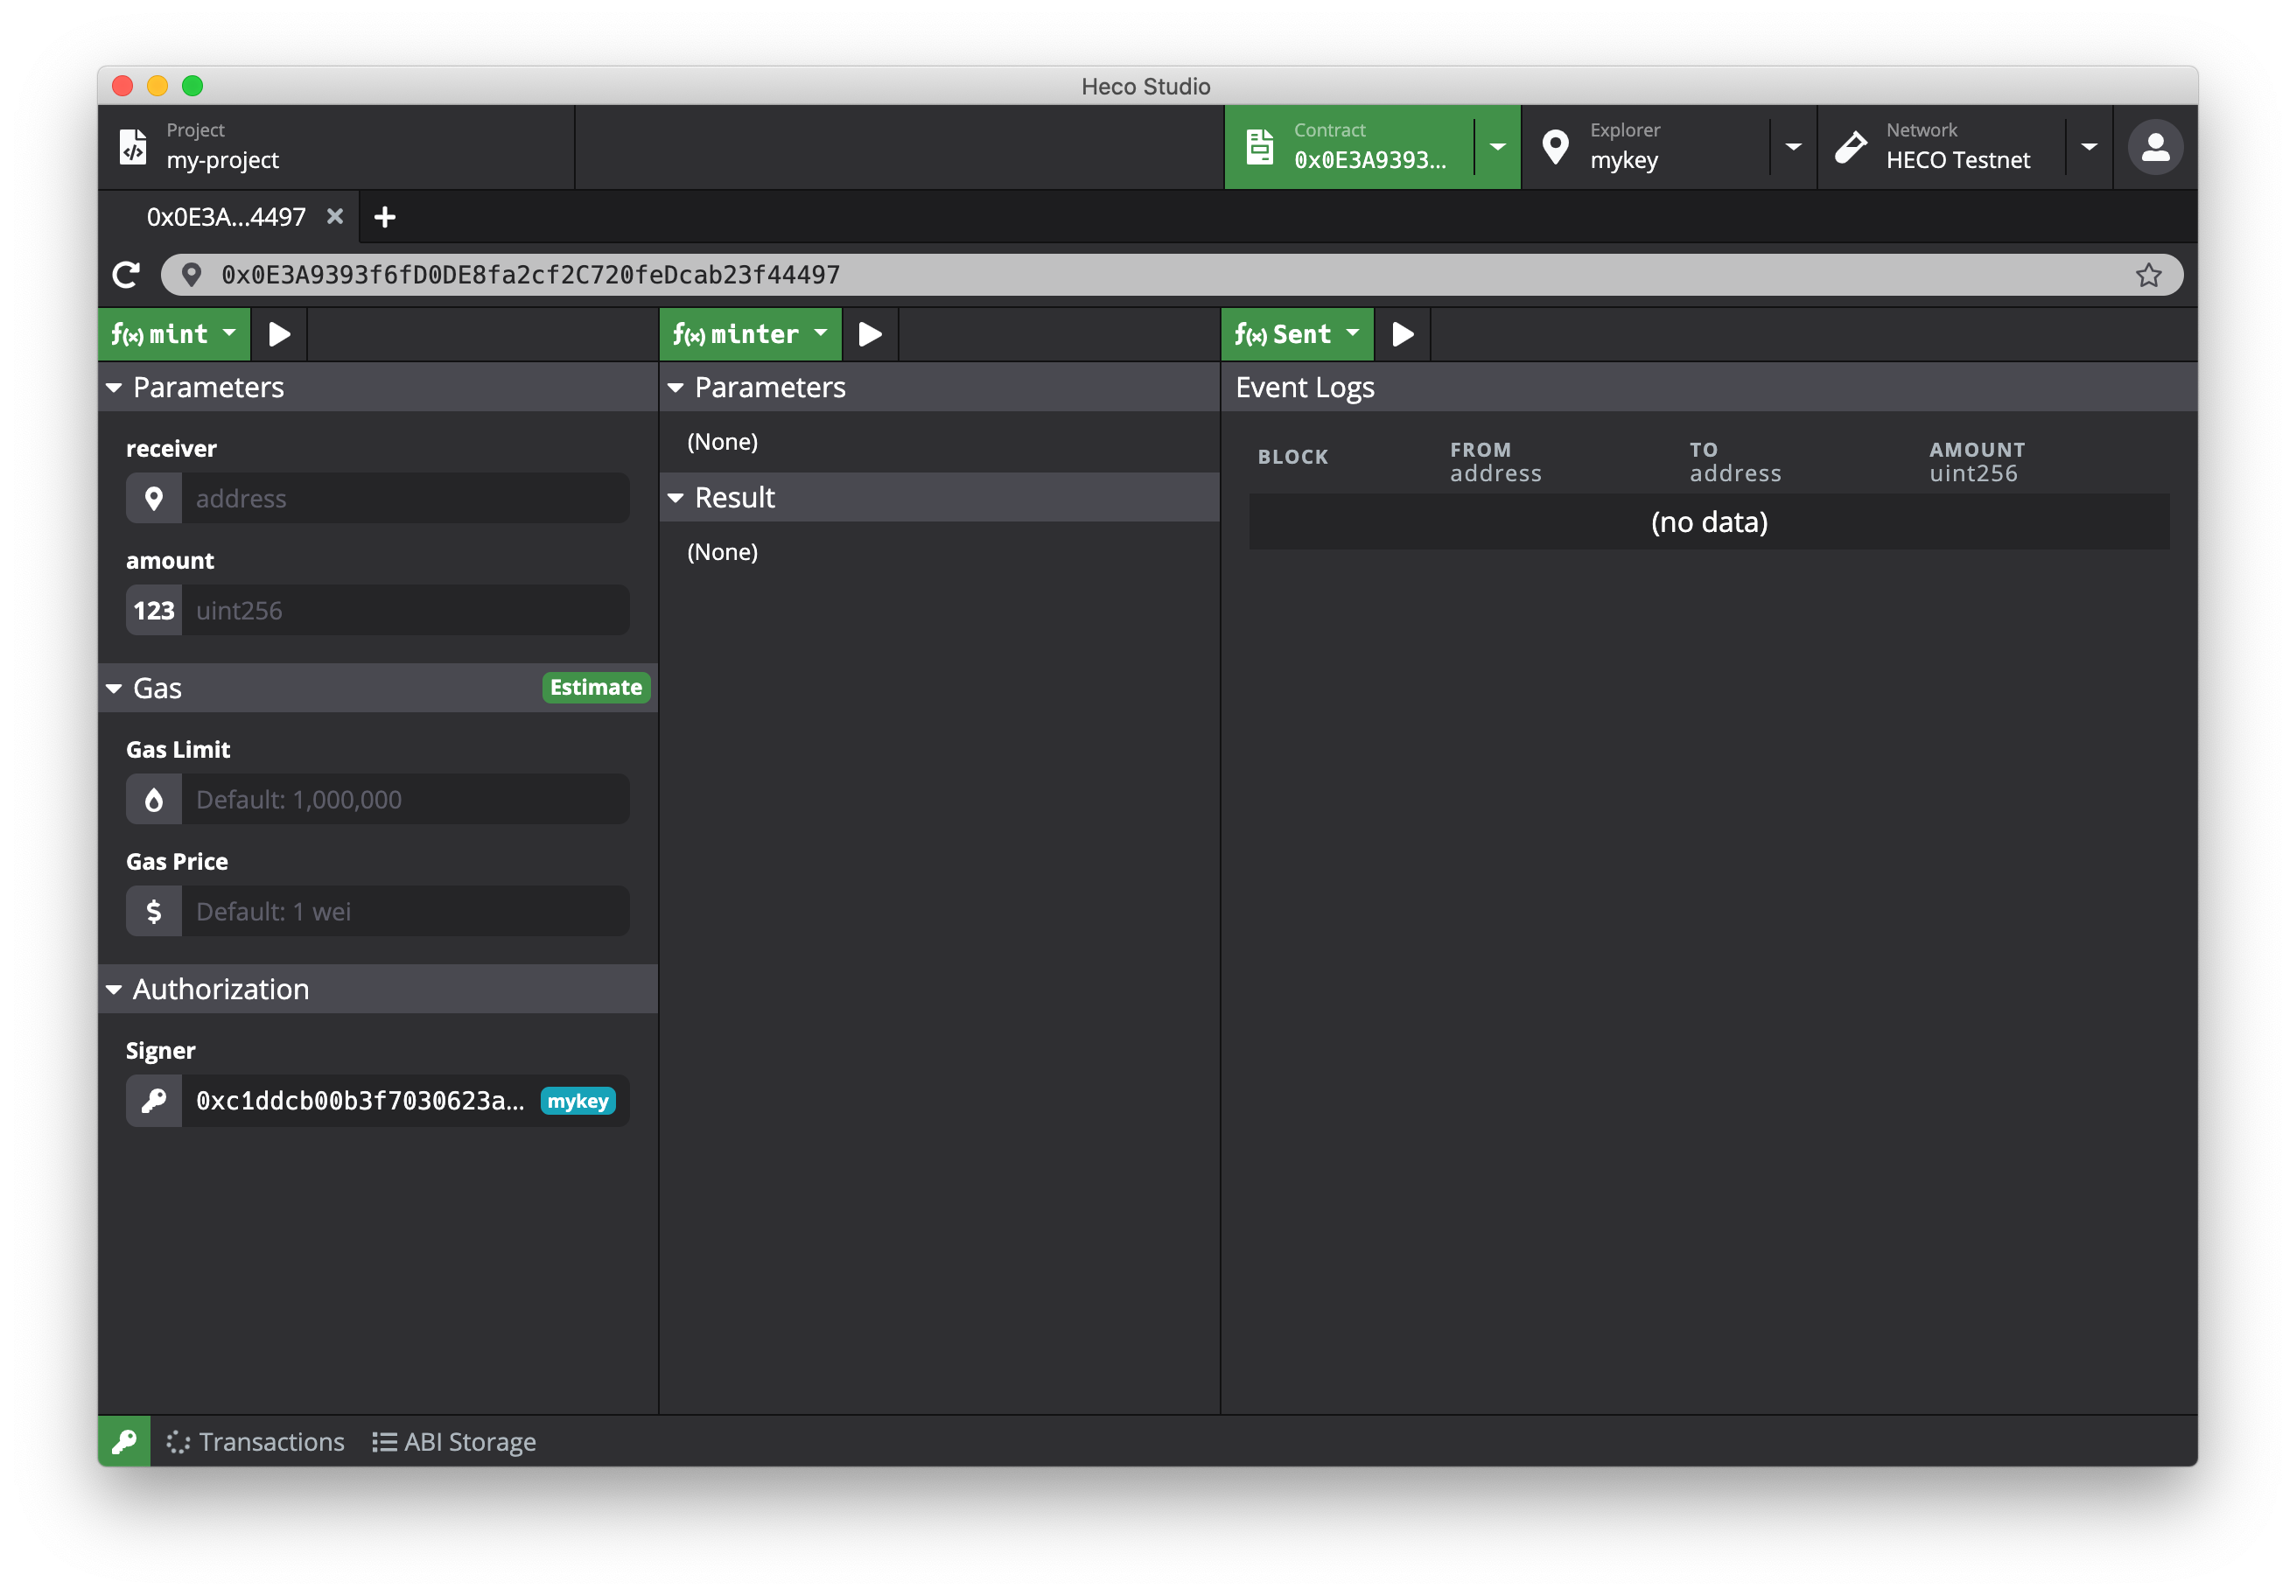 Heco Studio
Project
my-project
Contract
0x0E3A9393...
Explorer
mykey
Network
HECO Testnet
0x0E3A...4497
0x0E3A9393f6fD0DE8fa2cf2C720feDcab23f44497
f(x) mint
f(x) minter
f(x) Sent
Parameters
receiver
address
amount
123 uint256
Gas
Estimate
Gas Limit
Default: 1,000,000
Gas Price
$ Default: 1 wei
Authorization
Signer
0xc1ddcb00b3f7030623a... mykey
Parameters
(None)
Result
(None)
Event Logs
BLOCK FROM TO AMOUNT
address address uint256
(no data)
Transactions
ABI Storage